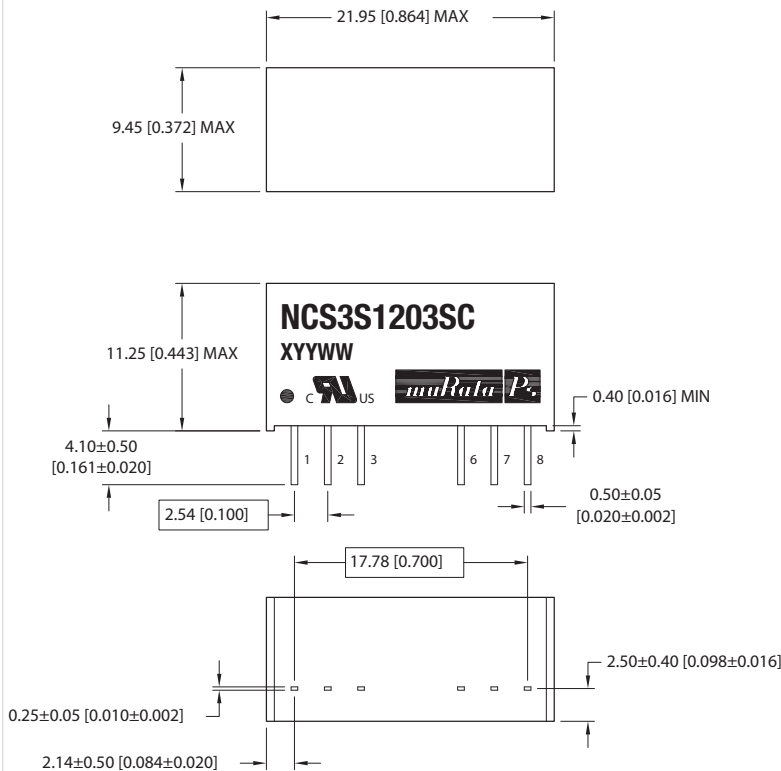 21.95 [0.864] MAX
9.45 [0.372] MAX
NCS3S1203SC
XYYWW
11.25 [0.443] MAX
C RU US muRata Ps
0.40 [0.016] MIN
4.10±0.50
[0.161±0.020]
1 2 3 6 7 8
0.50±0.05
[0.020±0.002]
2.54 [0.100]
17.78 [0.700]
2.50±0.40 [0.098±0.016]
0.25±0.05 [0.010±0.002]
2.14±0.50 [0.084±0.020]